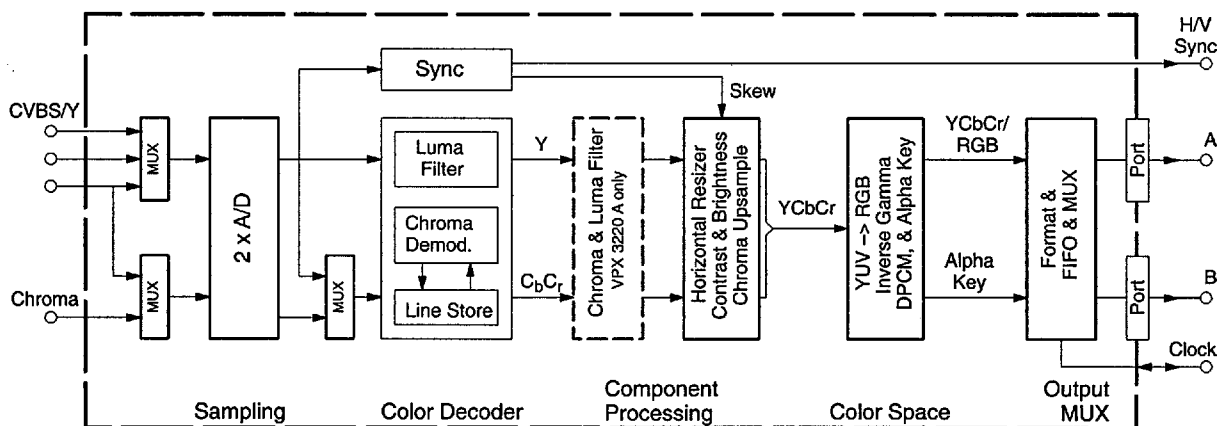 H/V
Sync
Sync
Skew
CVBS/Y
MUX
2 x A/D
Luma
Filter
Y
Chroma
Demod.
Line Store
CbCr
Chroma & Luma Filter
VPX 3220 A only
Horizontal Resizer
Contrast & Brightness
Chroma Upsample
YCbCr
YUV –> RGB
Inverse Gamma
DPCM, & Alpha Key
YCbCr/
RGB
Alpha
Key
Format &
FiFO & MUX
Port
A
Chroma
MUX
MUX
Port
B
Clock
Sampling
Color Decoder
Component
Processing
Color Space
Output
MUX